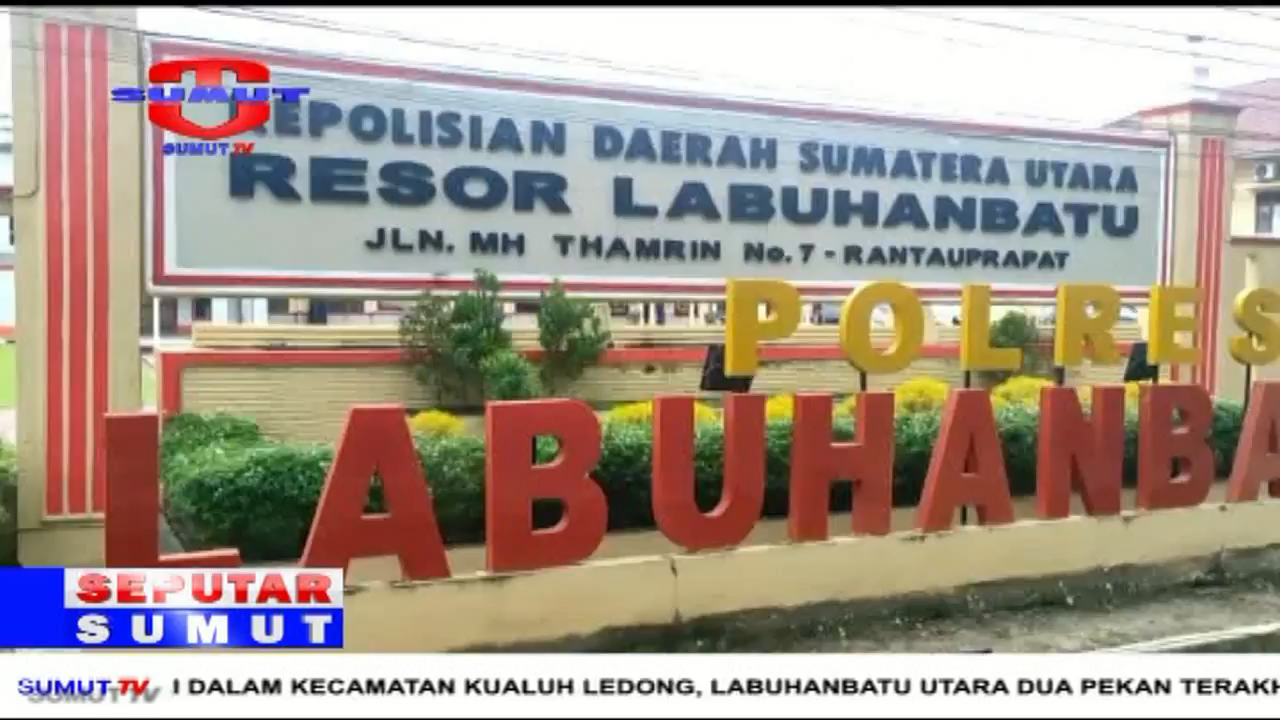 SUMUT
SUMUT TV
KEPOLISIAN DAERAH SUMATERA UTARA
RESOR LABUHANBATU
JLN. MH THAMRIN No. 7 - RANTAUPRAPAT
POLRES
LABUHANBA
SEPUTAR
SUMUT
SUMUT TV I DALAM KECAMATAN KUALUH LEDONG, LABUHANBATU UTARA DUA PEKAN TERAKH